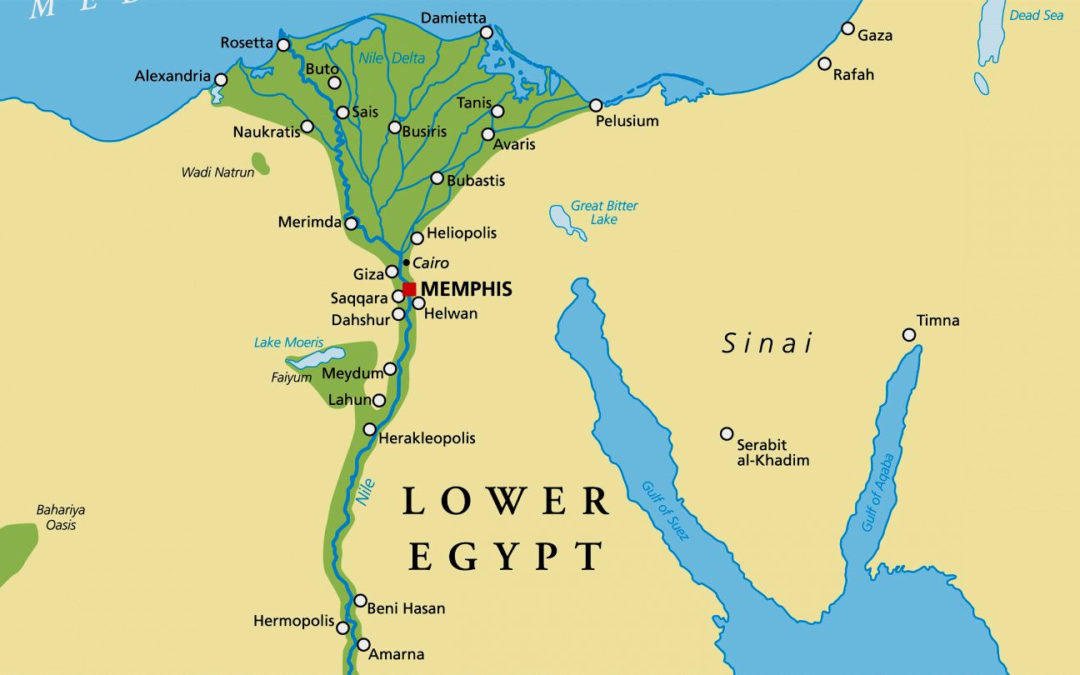 M E D
Damietta
Dead Sea
Rosetta
Gaza
Nile Delta
Buto
Rafah
Alexandria
Tanis
Sais
Pelusium
Naukratis
Busiris
Avaris
Wadi Natrun
Bubastis
Great Bitter
Lake
Merimda
Heliopolis
Cairo
Giza
MEMPHIS
Saqqara
Helwan
Dahshur
Timna
Lake Moeris
Sinai
Faiyum
Meydum
Lahun
Herakleopolis
Serabit
al-Khadim
Nile
LOWER
EGYPT
Gulf of Suez
Gulf of Aqaba
Bahariya
Oasis
Beni Hasan
Hermopolis
Amarna